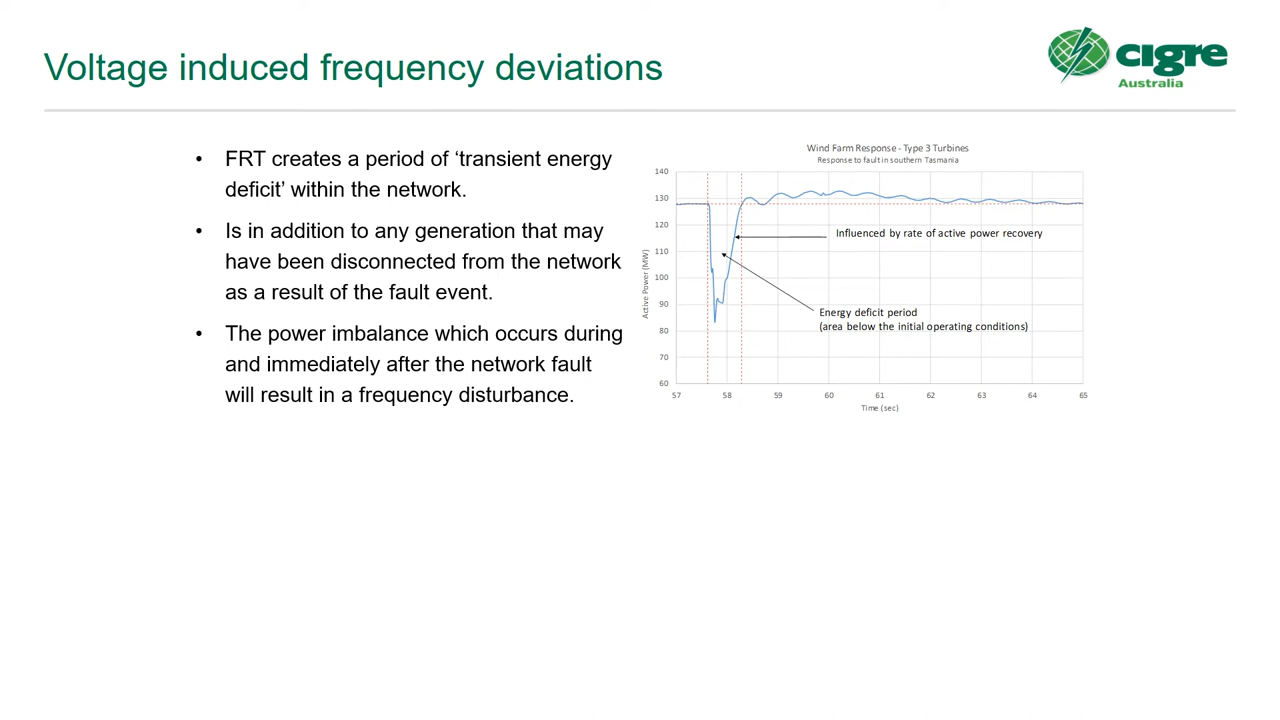 Voltage induced frequency deviations
cigre
Australia
• FRT creates a period of ‘transient energy
deficit’ within the network.
• Is in addition to any generation that may
have been disconnected from the network
as a result of the fault event.
• The power imbalance which occurs during
and immediately after the network fault
will result in a frequency disturbance.
Wind Farm Response - Type 3 Turbines
Response to fault in southern Tasmania
140
130
120
110
100
90
80
70
60
Active Power (MW)
Influenced by rate of active power recovery
Energy deficit period
(area below the initial operating conditions)
57 58 59 60 61 62 63 64 65
Time (sec)